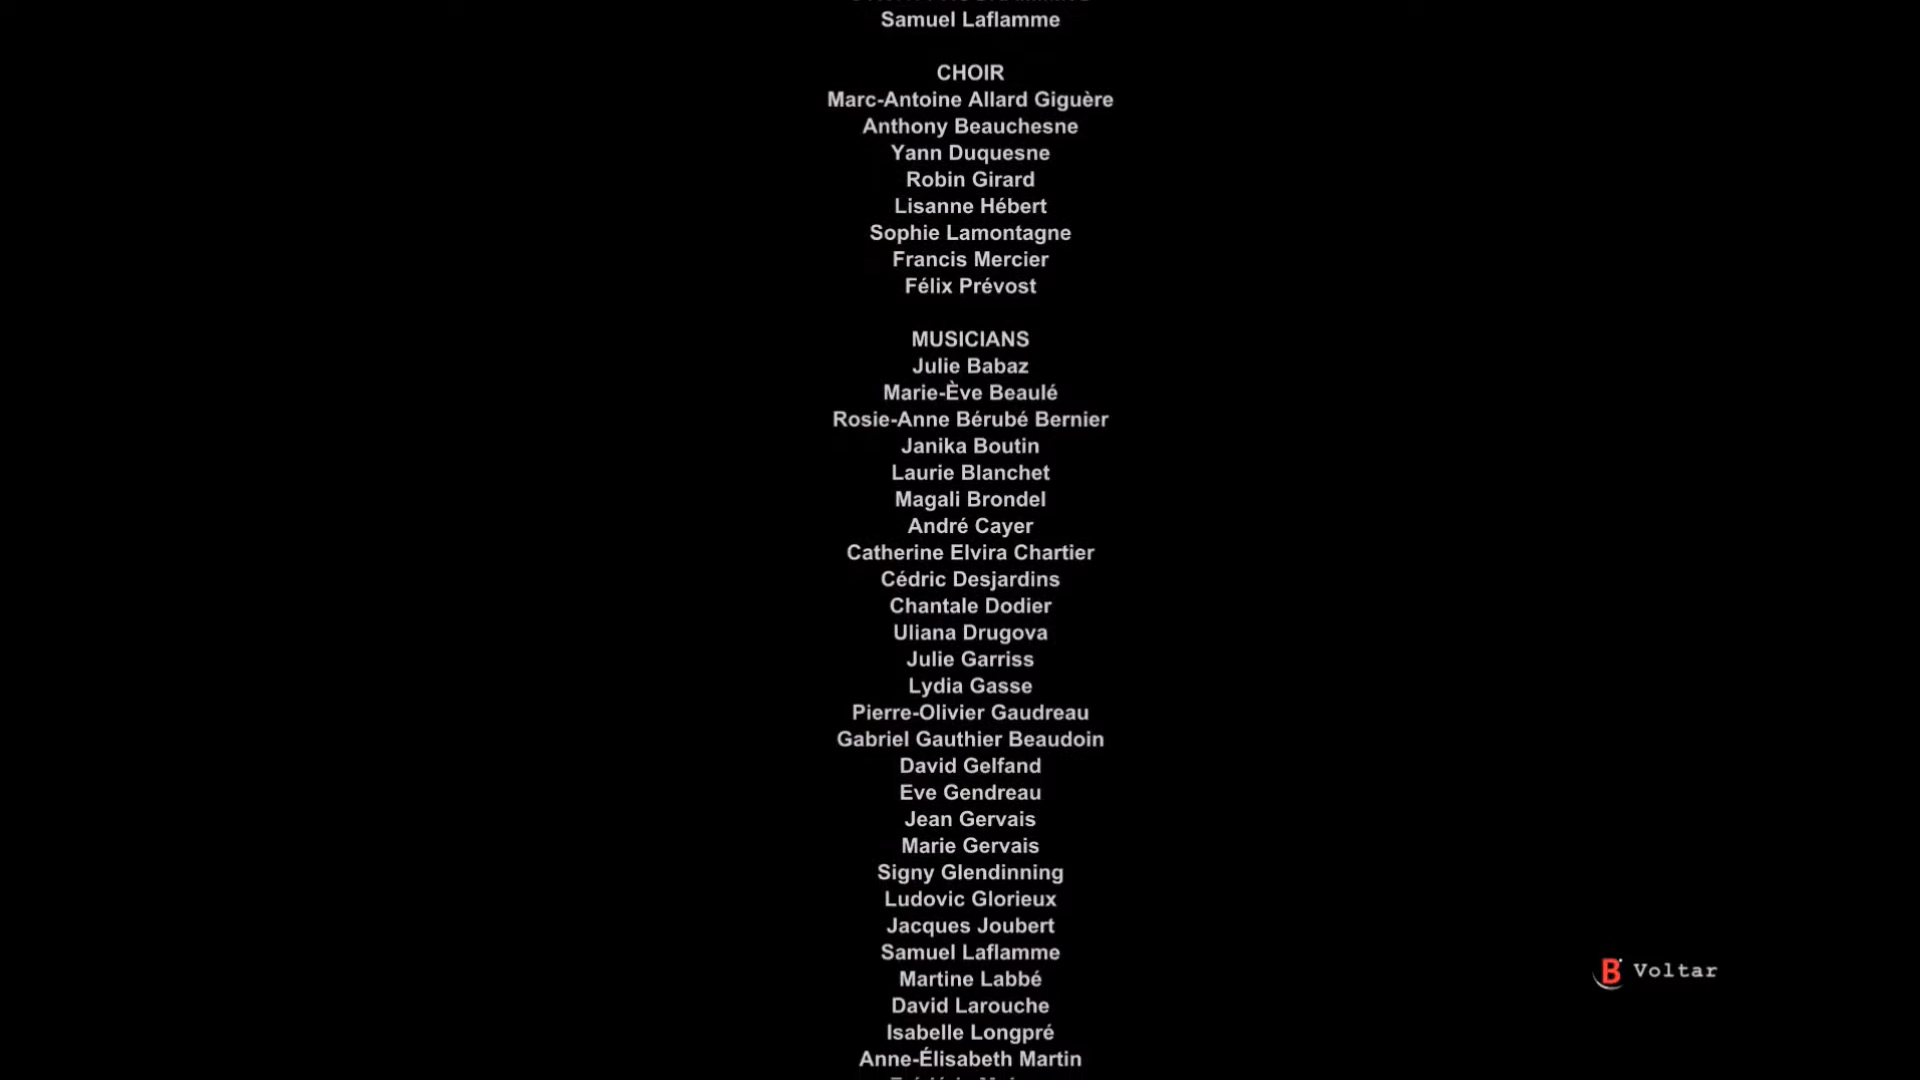 Samuel Laflamme
CHOIR
Marc-Antoine Allard Giguère
Anthony Beauchesne
Yann Duquesne
Robin Girard
Lisanne Hébert
Sophie Lamontagne
Francis Mercier
Félix Prévost
MUSICIANS
Julie Babaz
Marie-Ève Beaulé
Rosie-Anne Bérubé Bernier
Janika Boutin
Laurie Blanchet
Magali Brondel
André Cayer
Catherine Elvira Chartier
Cédric Desjardins
Chantale Dodier
Uliana Drugova
Julie Garriss
Lydia Gasse
Pierre-Olivier Gaudreau
Gabriel Gauthier Beaudoin
David Gelfand
Eve Gendreau
Jean Gervais
Marie Gervais
Signy Glendinning
Ludovic Glorieux
Jacques Joubert
Samuel Laflamme
Martine Labbé
David Larouche
Isabelle Longpré
Anne-Élisabeth Martin
B Voltar